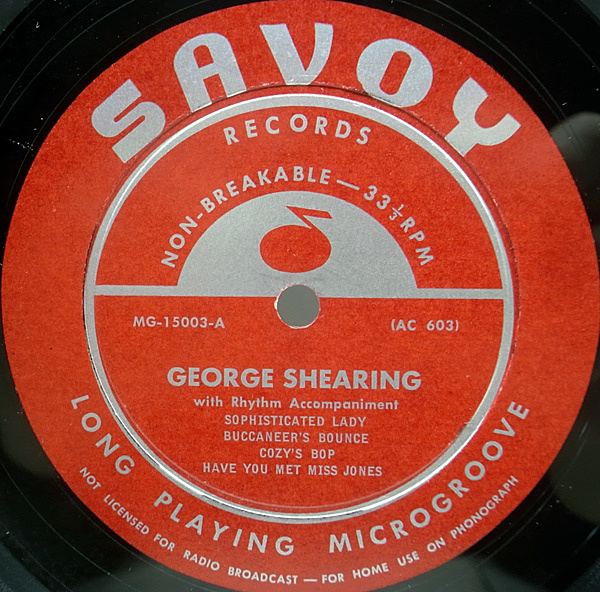 SAVOY
RECORDS
NON-BREAKABLE — 33⅓ RPM
MG-15003-A
(AC 603)
GEORGE SHEARING
with Rhythm Accompaniment
SOPHISTICATED LADY
BUCCANEER'S BOUNCE
COZY'S BOP
HAVE YOU MET MISS JONES
LONG PLAYING MICROGROOVE
NOT LICENSED FOR RADIO BROADCAST — FOR HOME USE ON PHONOGRAPH